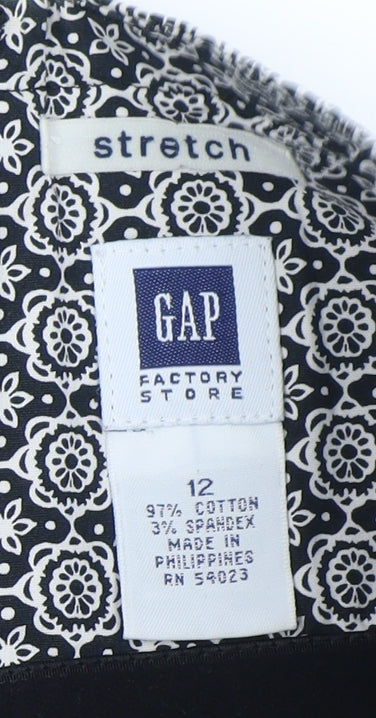 stretch
GAP
FACTORY
STORE
12
97% COTTON
3% SPANDEX
MADE IN
PHILIPPINES
RN 54023